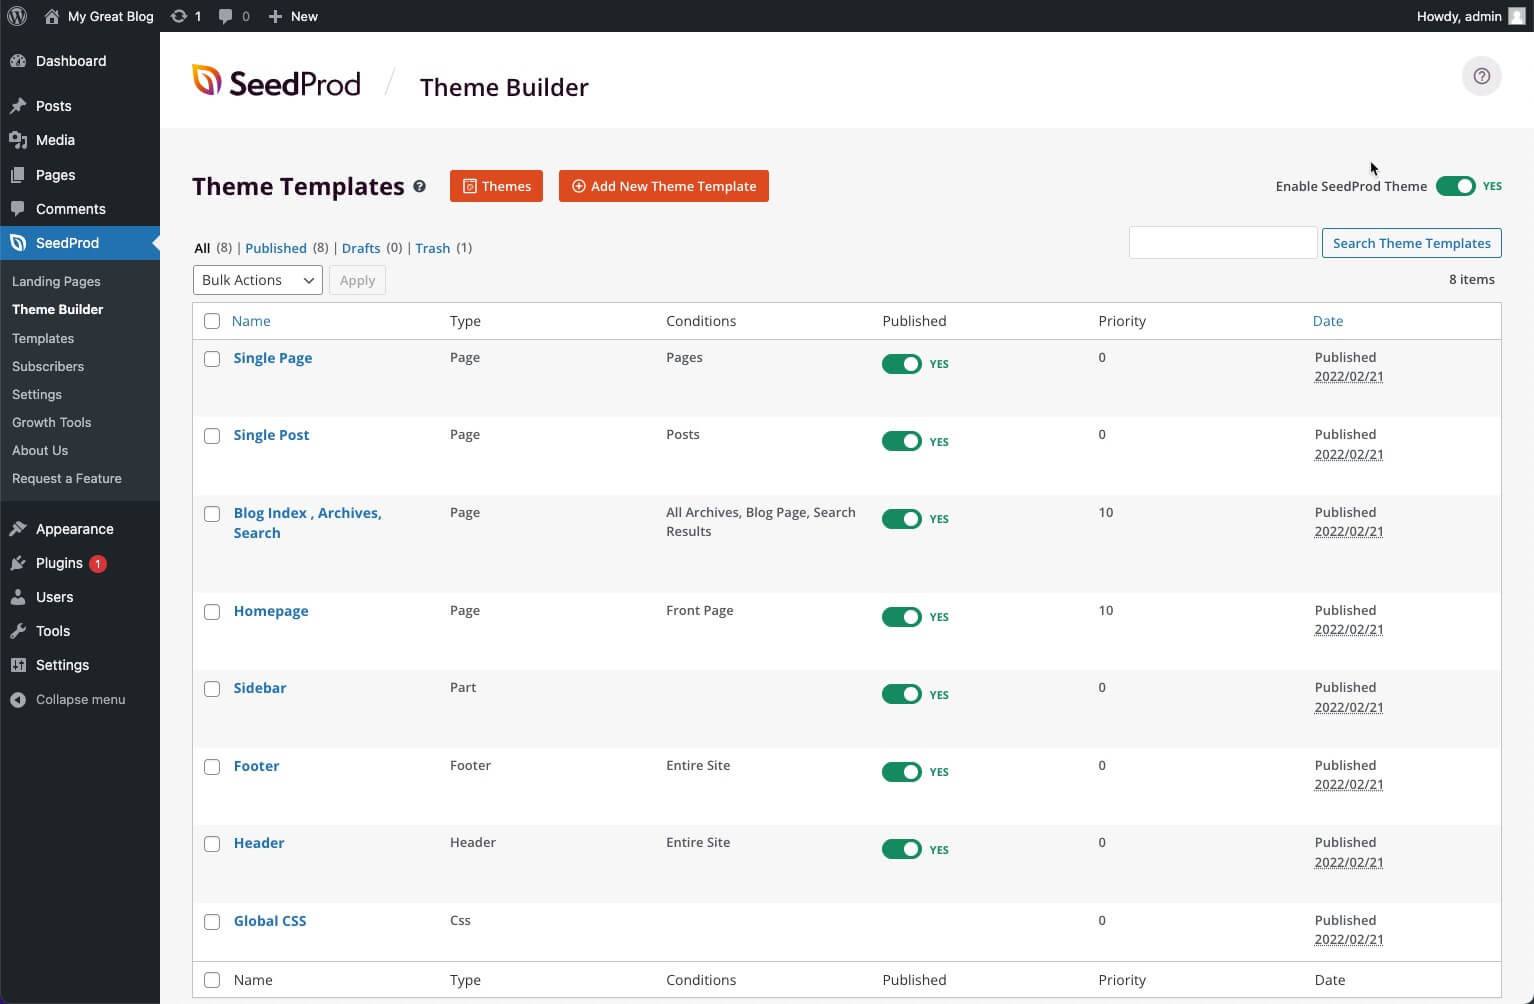 My Great Blog 1 0 New Howdy, admin
Dashboard
Posts
Media
Pages
Comments
SeedProd
Landing Pages
Theme Builder
Templates
Subscribers
Settings
Growth Tools
About Us
Request a Feature
Appearance
Plugins 1
Users
Tools
Settings
Collapse menu
SeedProd / Theme Builder
Theme Templates Themes Add New Theme Template Enable SeedProd Theme YES
All (8) | Published (8) | Drafts (0) | Trash (1) Search Theme Templates
Bulk Actions Apply 8 items
Name Type Conditions Published Priority Date
Single Page Page Pages YES 0 Published
2022/02/21
Single Post Page Posts YES 0 Published
2022/02/21
Blog Index , Archives, Page All Archives, Blog Page, Search YES 10 Published
Search Results 2022/02/21
Homepage Page Front Page YES 10 Published
2022/02/21
Sidebar Part YES 0 Published
2022/02/21
Footer Footer Entire Site YES 0 Published
2022/02/21
Header Header Entire Site YES 0 Published
2022/02/21
Global CSS Css 0 Published
2022/02/21
Name Type Conditions Published Priority Date